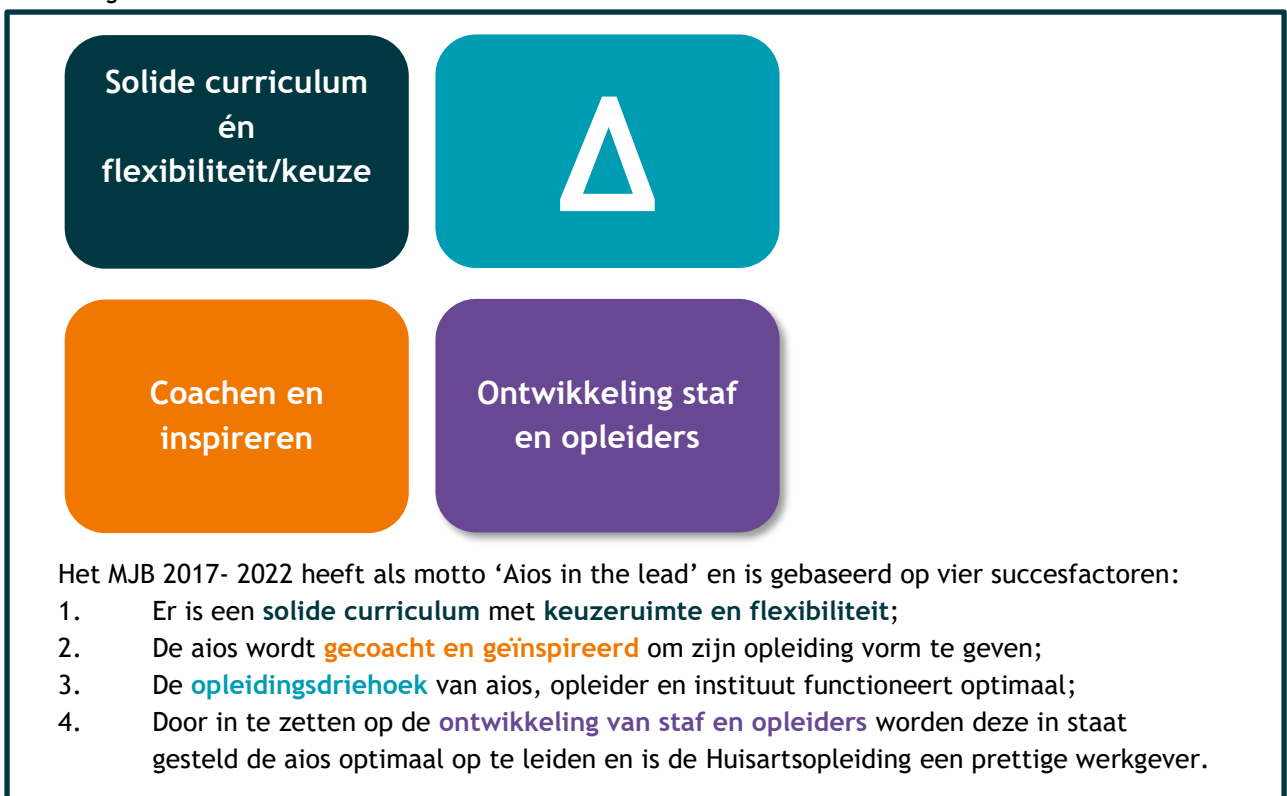 Solide curriculum
én
flexibiliteit/keuze
Δ
Coachen en
inspireren
Ontwikkeling staf
en opleiders
Het MJB 2017- 2022 heeft als motto ‘Aios in the lead’ en is gebaseerd op vier succesfactoren:
1. Er is een solide curriculum met keuzeruimte en flexibiliteit;
2. De aios wordt gecoacht en geïnspireerd om zijn opleiding vorm te geven;
3. De opleidingsdriehoek van aios, opleider en instituut functioneert optimaal;
4. Door in te zetten op de ontwikkeling van staf en opleiders worden deze in staat
gesteld de aios optimaal op te leiden en is de Huisartsopleiding een prettige werkgever.